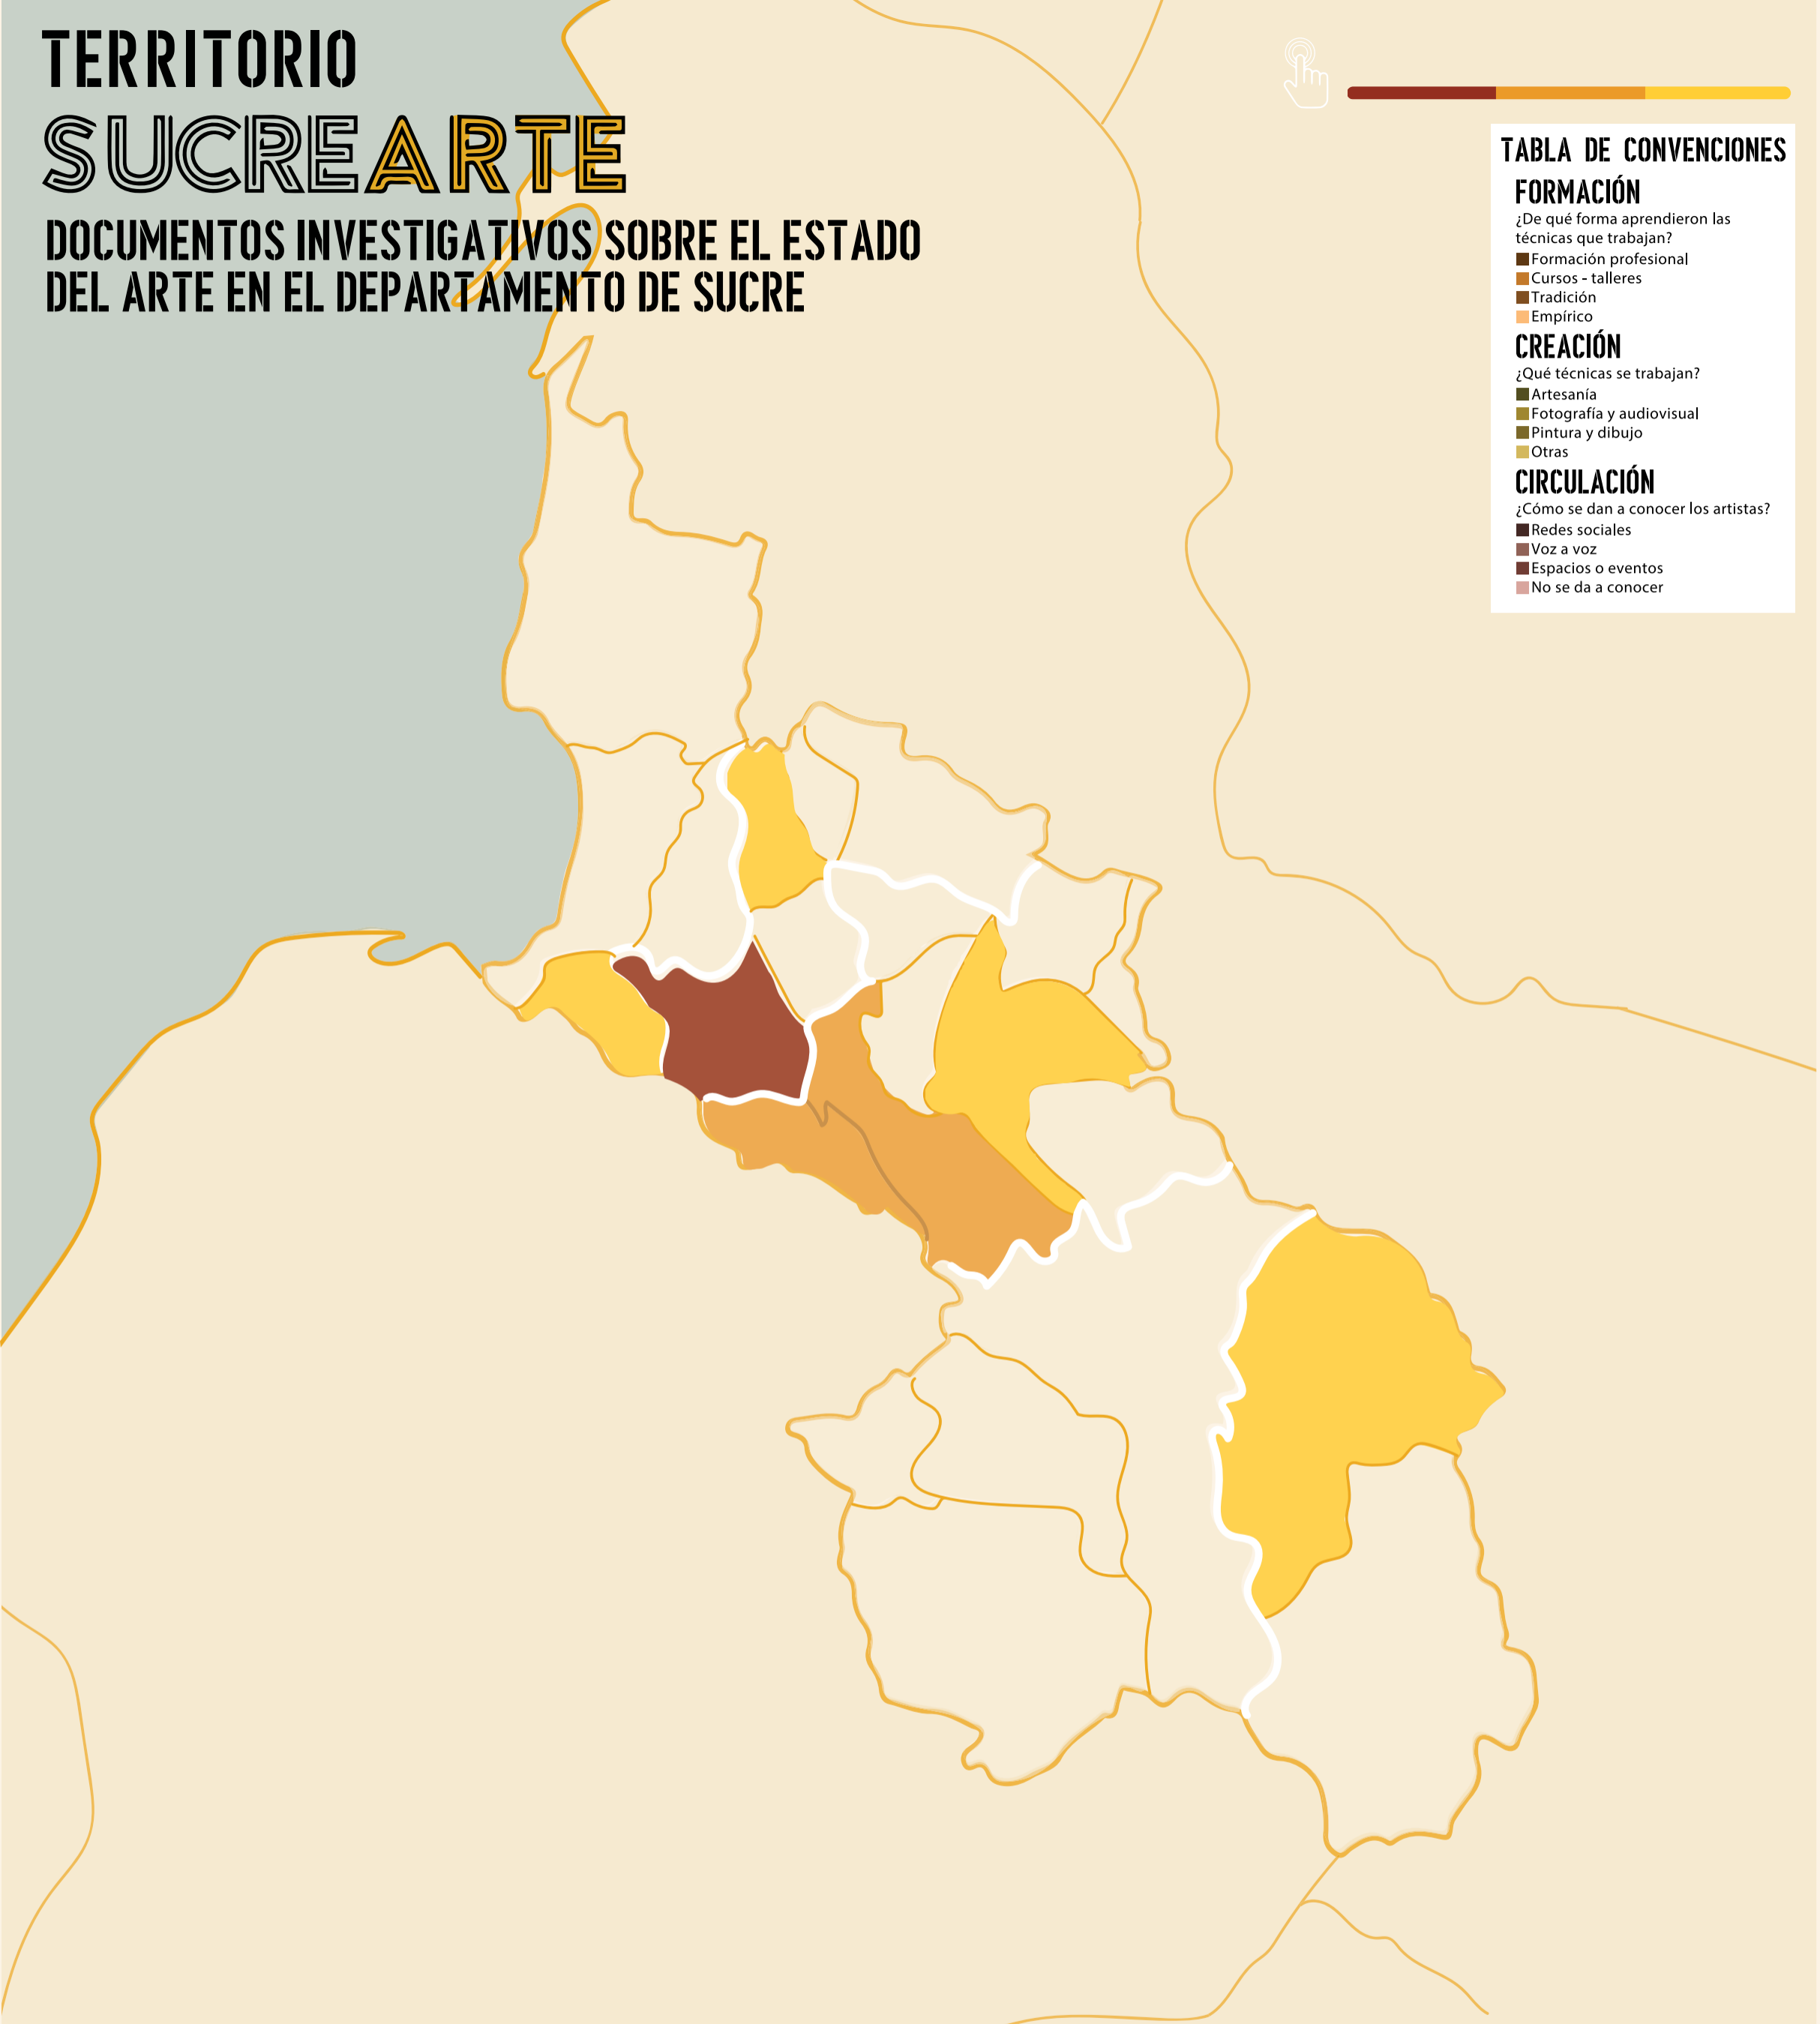 TERRITORIO
SUCREARTE
DOCUMENTOS INVESTIGATIVOS SOBRE EL ESTADO
DEL ARTE EN EL DEPARTAMENTO DE SUCRE
TABLA DE CONVENCIONES
FORMACIÓN
¿De qué forma aprendieron las
técnicas que trabajan?
Formación profesional
Cursos - talleres
Tradición
Empírico
CREACIÓN
¿Qué técnicas se trabajan?
Artesanía
Fotografía y audiovisual
Pintura y dibujo
Otras
CIRCULACIÓN
¿Cómo se dan a conocer los artistas?
Redes sociales
Voz a voz
Espacios o eventos
No se da a conocer